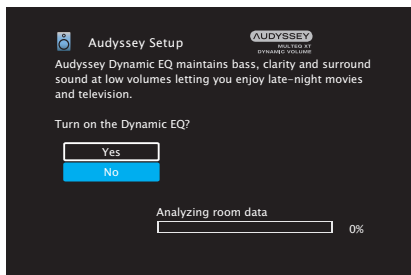 Audyssey Setup
AUDYSSEY
MULTEQ XT
DYNAMIC VOLUME
Audyssey Dynamic EQ maintains bass, clarity and surround
sound at low volumes letting you enjoy late-night movies
and television.
Turn on the Dynamic EQ?
Yes
No
Analyzing room data
0%